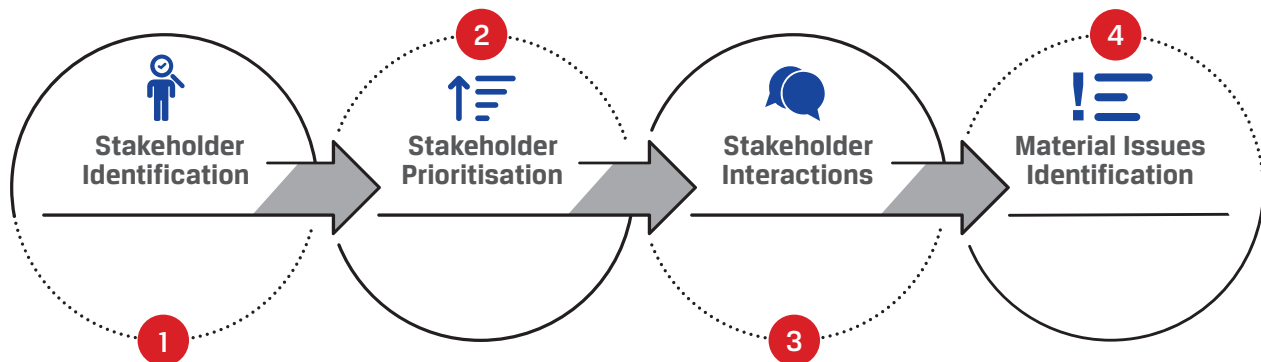 2
4
Stakeholder
Identification
Stakeholder
Prioritisation
Stakeholder
Interactions
Material Issues
Identification
1
3